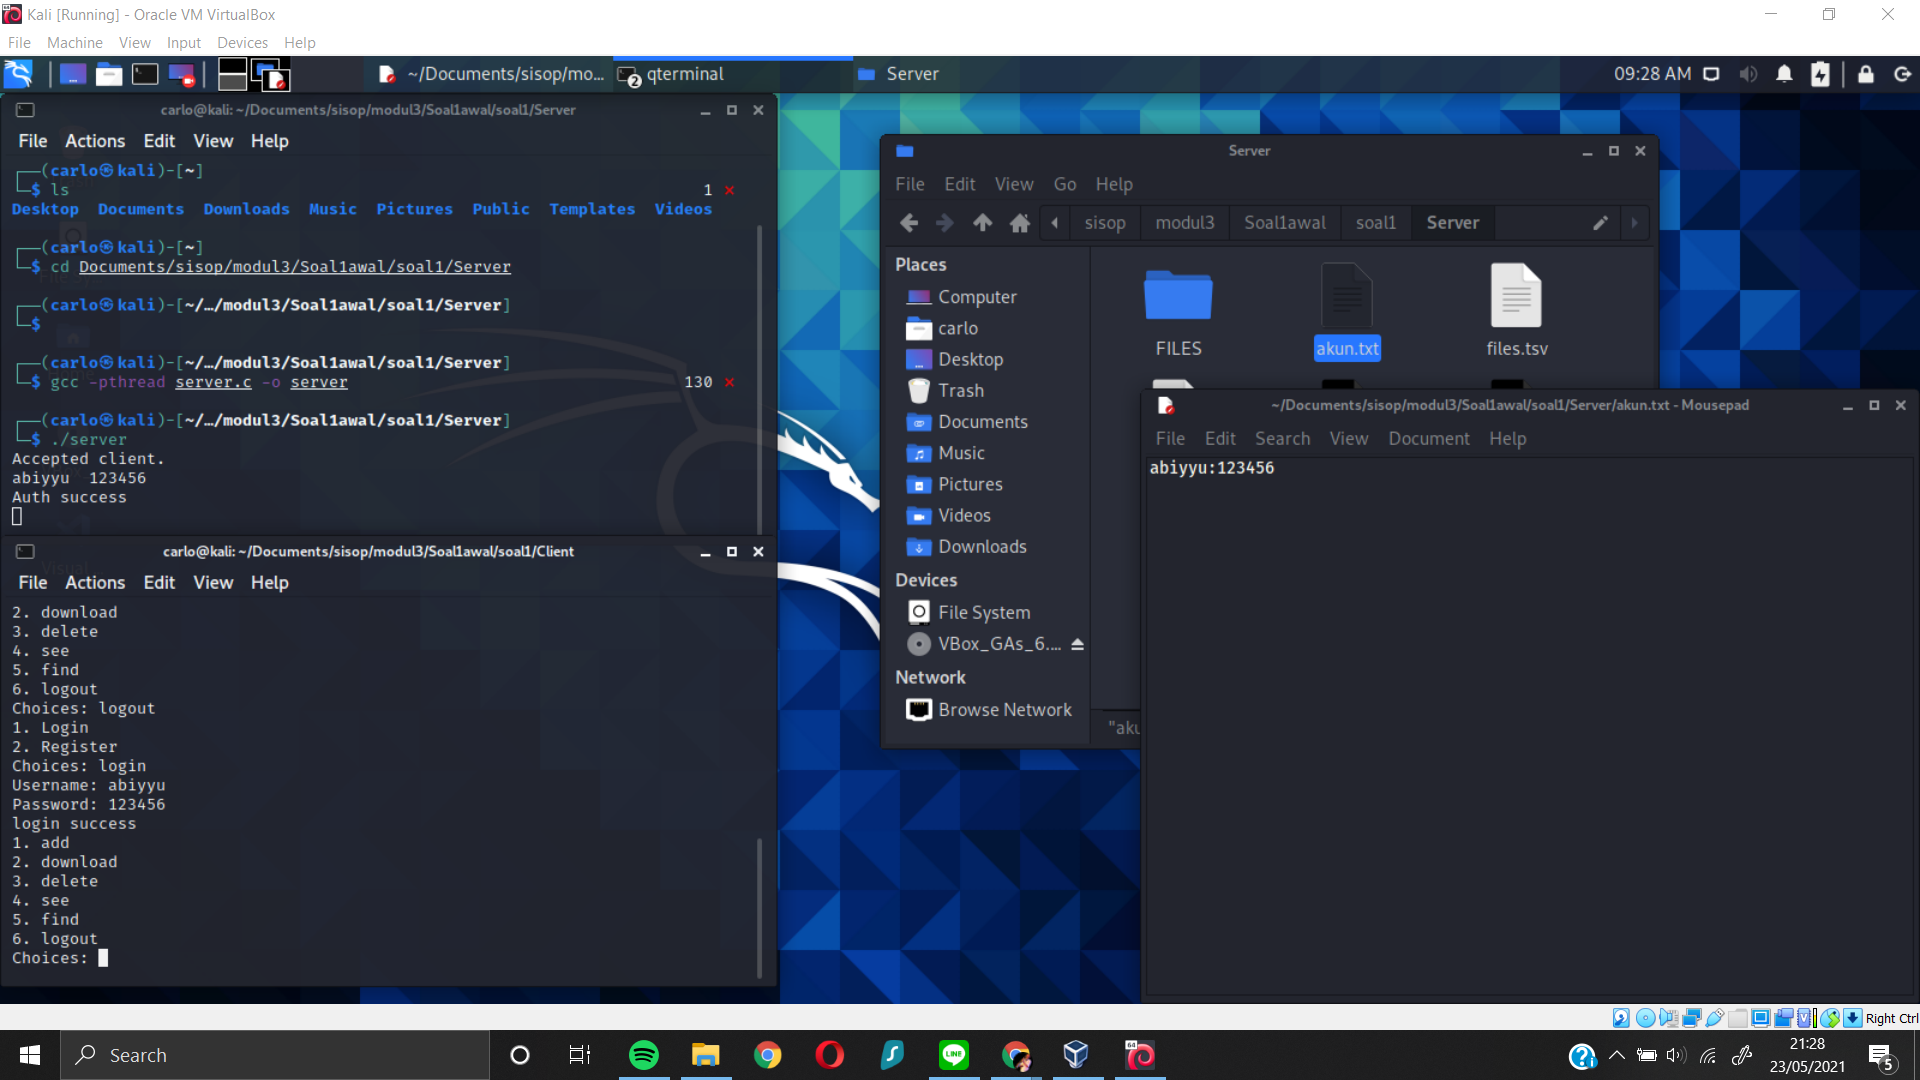 Kali [Running] - Oracle VM VirtualBox
File Machine View Input Devices Help
~/Documents/sisop/mo... 2 qterminal Server 09:28 AM
carlo@kali: ~/Documents/sisop/modul3/Soal1awal/soal1/Server
File Actions Edit View Help
(carlo㉿kali)-[~]
$ ls 1 ×
Desktop Documents Downloads Music Pictures Public Templates Videos
(carlo㉿kali)-[~]
$ cd Documents/sisop/modul3/Soal1awal/soal1/Server
(carlo㉿kali)-[~/…/modul3/Soal1awal/soal1/Server]
$
(carlo㉿kali)-[~/…/modul3/Soal1awal/soal1/Server]
$ gcc -pthread server.c -o server 130 ×
(carlo㉿kali)-[~/…/modul3/Soal1awal/soal1/Server]
$ ./server
Accepted client.
abiyyu  123456
Auth success
carlo@kali: ~/Documents/sisop/modul3/Soal1awal/soal1/Client
File Actions Edit View Help
2. download
3. delete
4. see
5. find
6. logout
Choices: logout
1. Login
2. Register
Choices: login
Username: abiyyu
Password: 123456
login success
1. add
2. download
3. delete
4. see
5. find
6. logout
Choices:
Server
File Edit View Go Help
sisop modul3 Soal1awal soal1 Server
Places
Computer
carlo
Desktop
Trash
Documents
Music
Pictures
Videos
Downloads
Devices
File System
VBox_GAs_6....
Network
Browse Network
FILES akun.txt files.tsv
"aku
~/Documents/sisop/modul3/Soal1awal/soal1/Server/akun.txt - Mousepad
File Edit Search View Document Help
abiyyu:123456
Right Ctrl
Search
LINE
64
21:28
23/05/2021
5